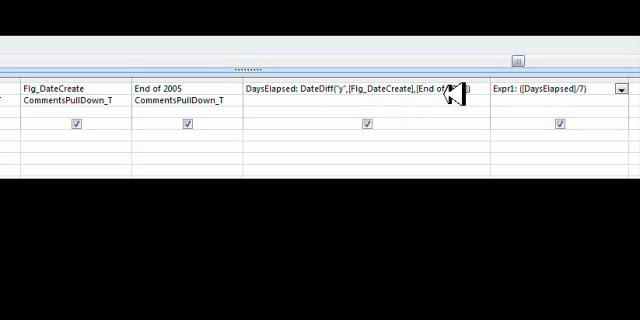 Flg_DateCreate
End of 2005
DaysElapsed: DateDiff("y",[Flg_DateCreate],[End of
Expr1: ([DaysElapsed]/7)
CommentsPullDown_T
CommentsPullDown_T